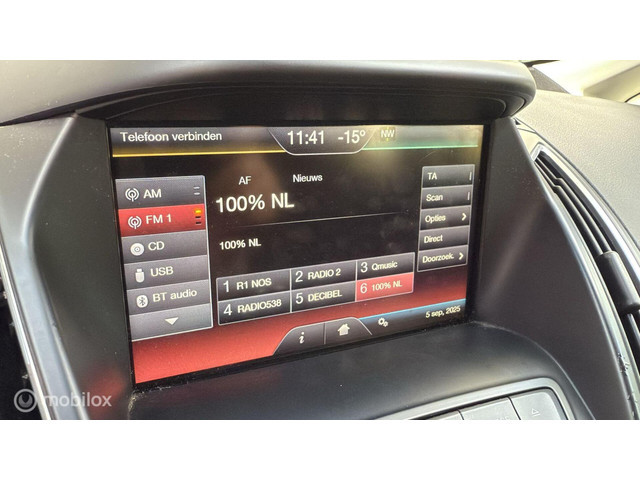 Telefoon verbinden 11:41 -15° NW
AM
FM 1
CD
USB
BT audio
AF Nieuws
100% NL
100% NL
TA
Scan
Opties
Direct
Doorzoek.
1 R1 NOS 2 RADIO 2 3 Qmusic
4 RADIO538 5 DECIBEL 6 100% NL
i
5 sep, 2025
mobilox